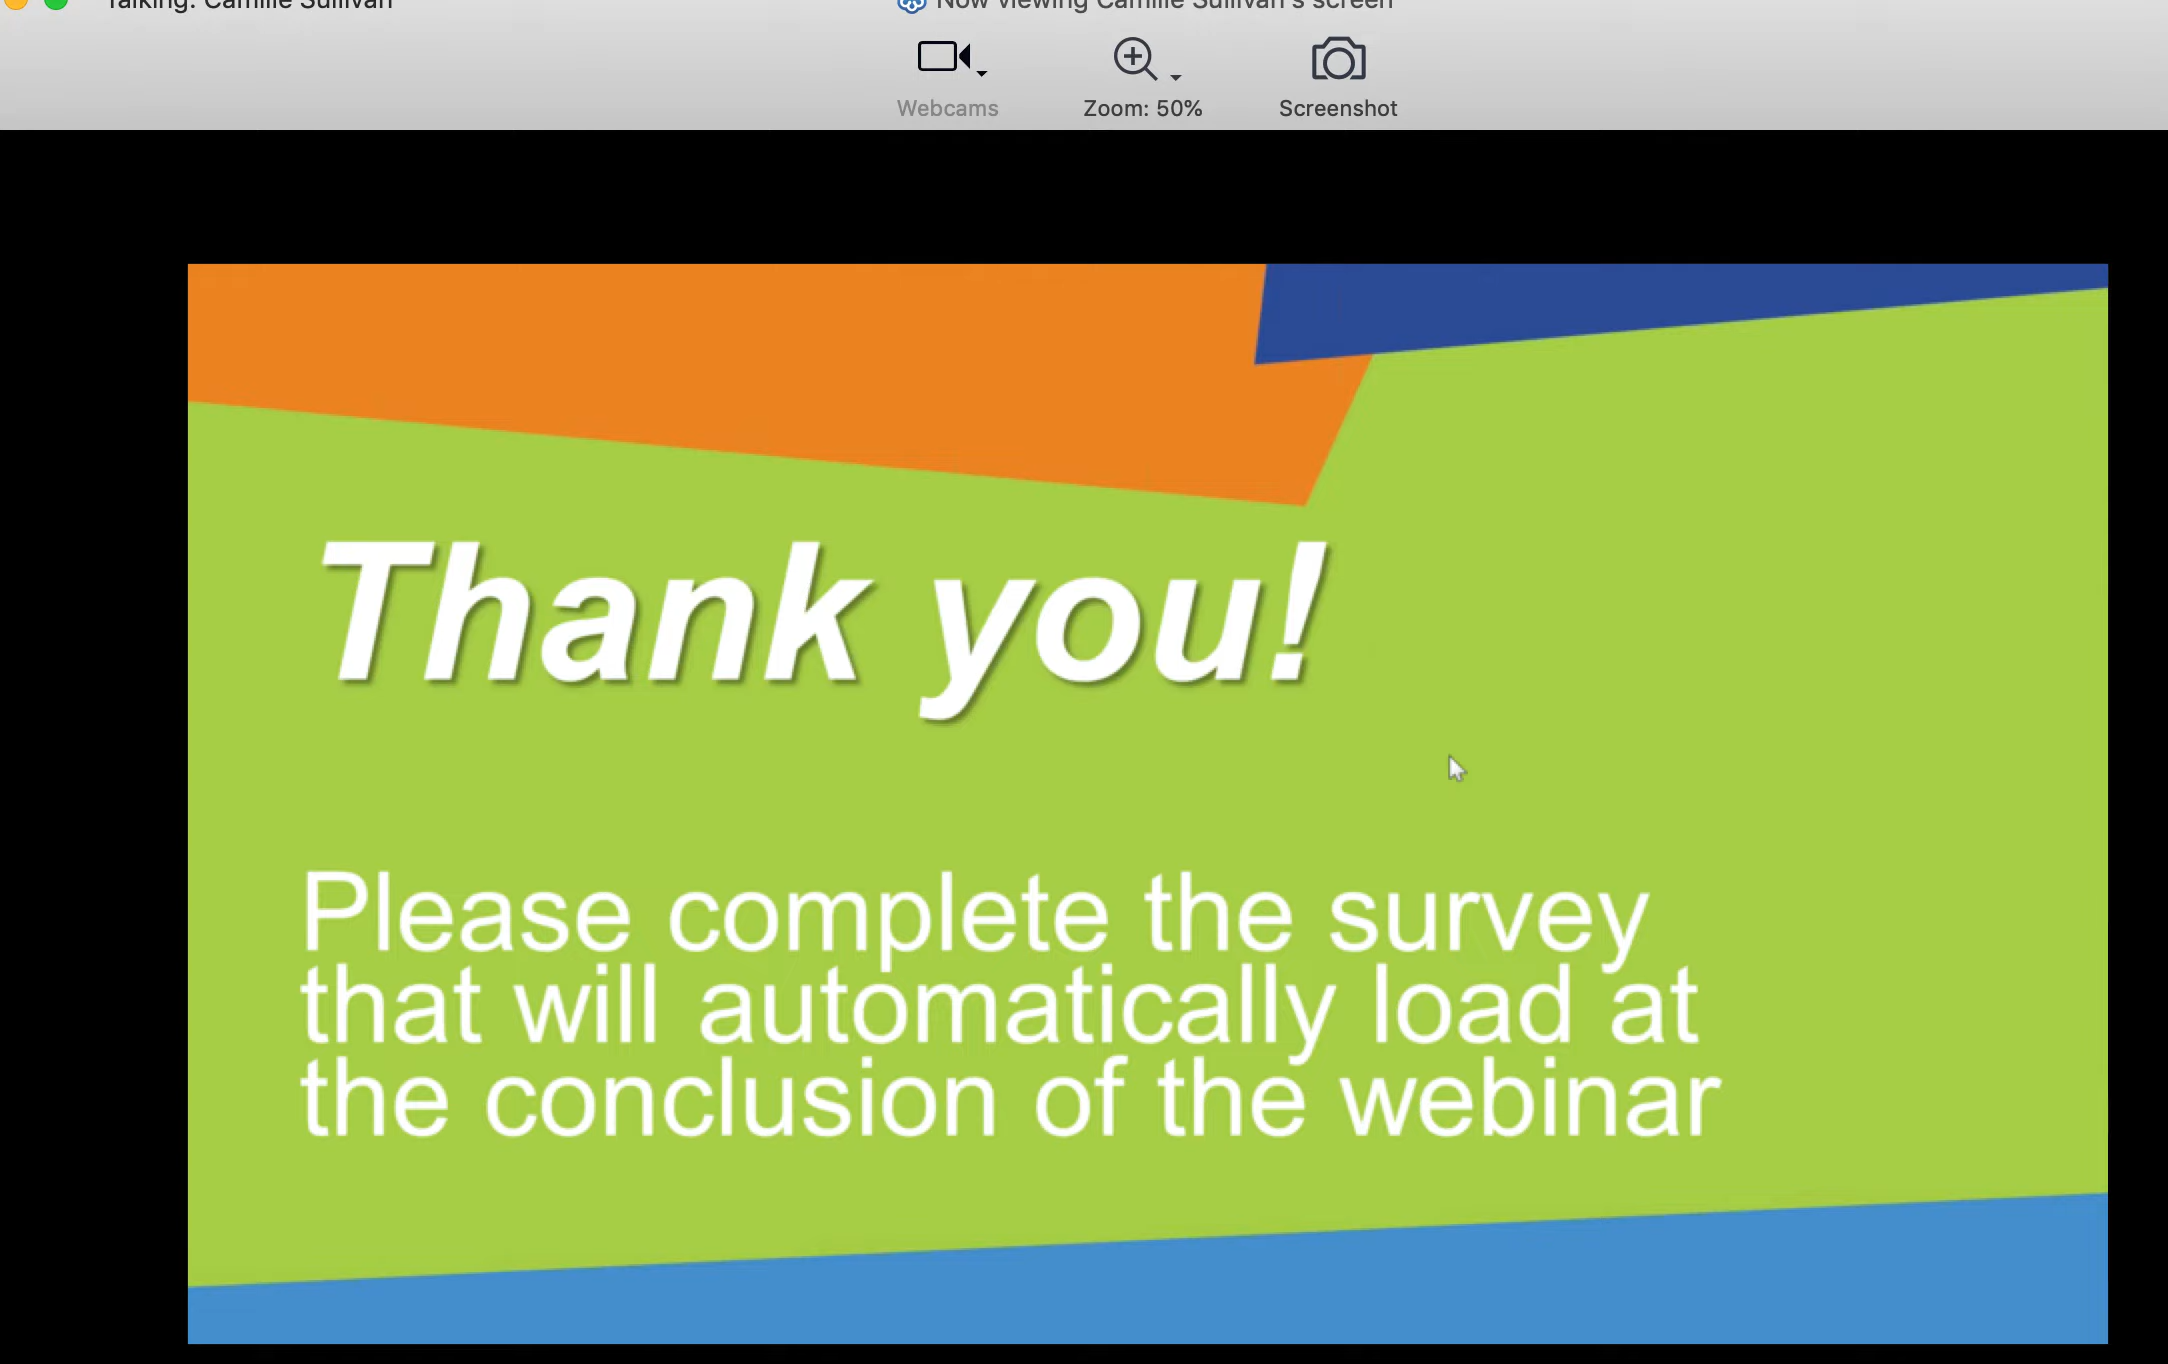 Talking: Camille Sullivan
Now viewing Camille Sullivan's screen
Webcams
Zoom: 50%
Screenshot
Thank you!
Please complete the survey
that will automatically load at
the conclusion of the webinar